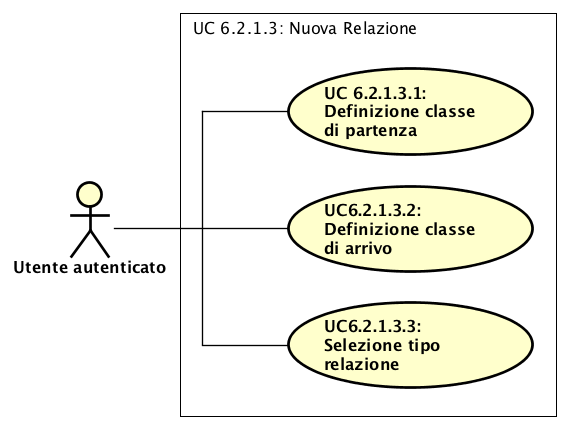 UC 6.2.1.3: Nuova Relazione
UC 6.2.1.3.1:
Definizione classe
di partenza
UC6.2.1.3.2:
Definizione classe
di arrivo
Utente autenticato
UC6.2.1.3.3:
Selezione tipo
relazione